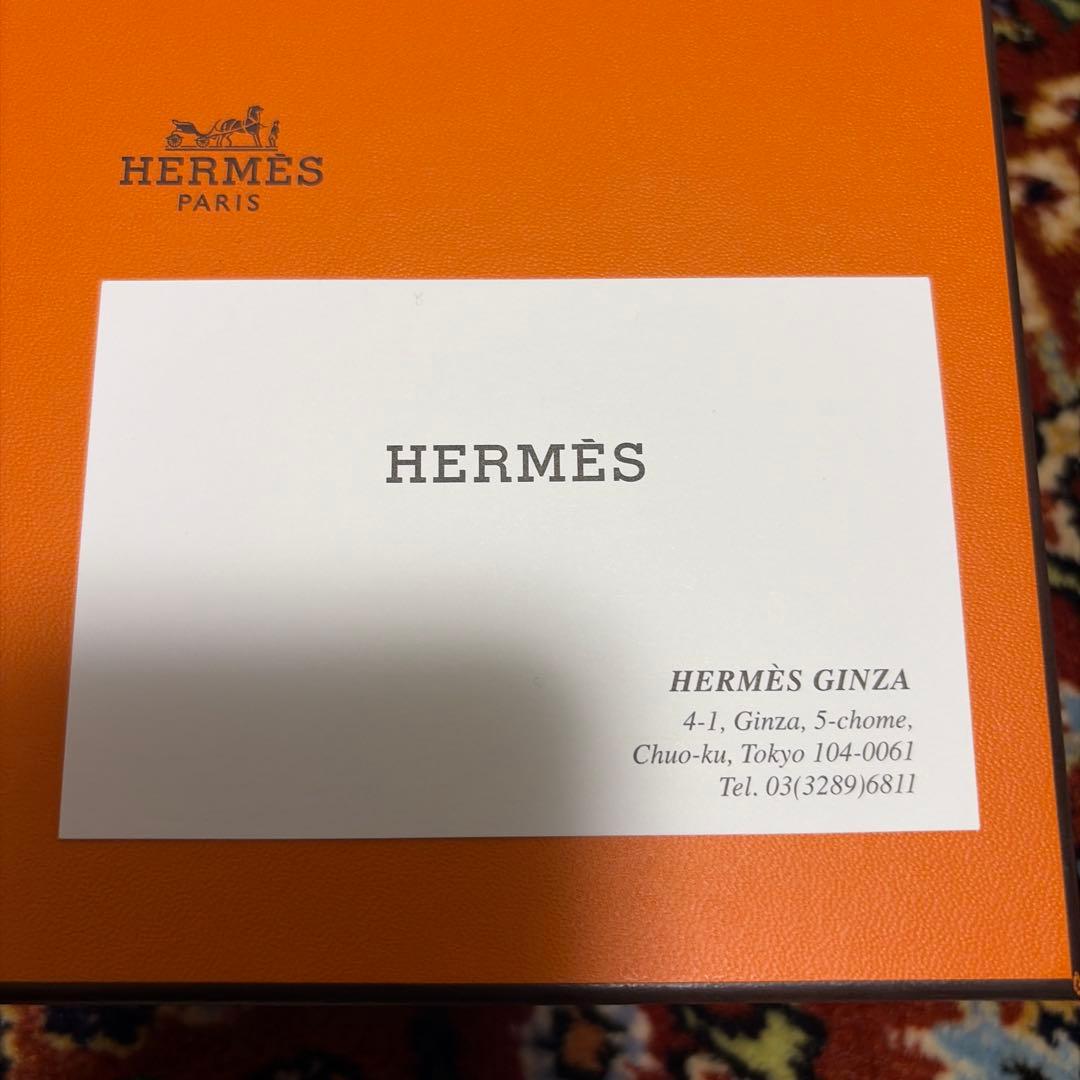 HERMÈS
PARIS
HERMÈS
HERMÈS GINZA
4-1, Ginza, 5-chome,
Chuo-ku, Tokyo 104-0061
Tel. 03(3289)6811